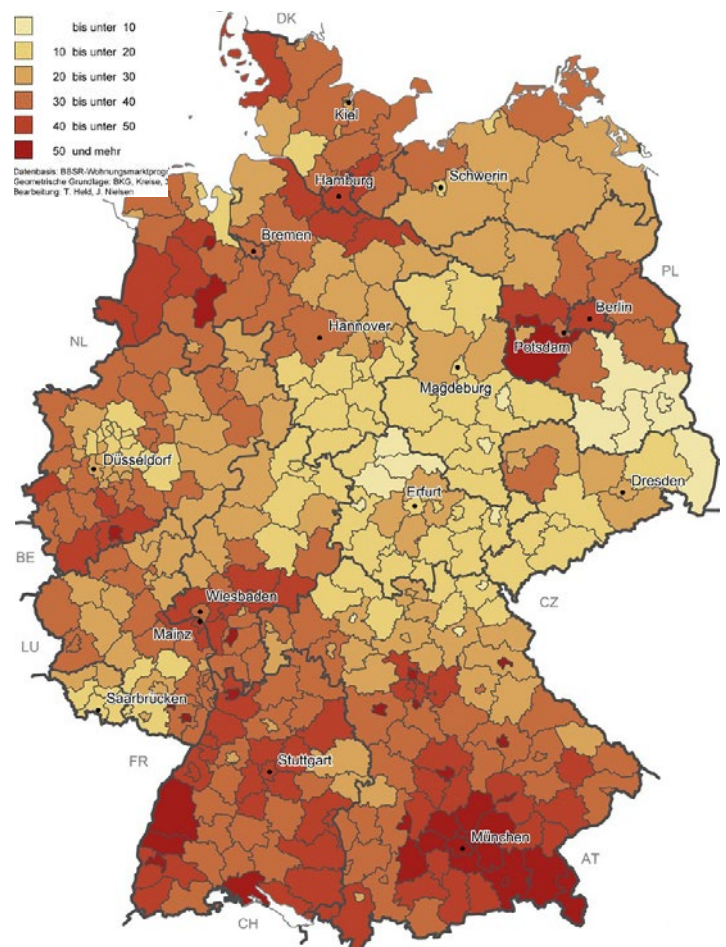 bis unter 10
10 bis unter 20
20 bis unter 30
30 bis unter 40
40 bis unter 50
50 und mehr
Datenbasis: BBSR-Wohnungsmarktprog
Geometrische Grundlage: BKG, Kreise,
Bearbeitung: T. Held, J. Nielsen
DK
Kiel
Schwerin
Hamburg
Bremen
PL
Berlin
NL
Hannover
Potsdam
Magdeburg
Düsseldorf
Dresden
Erfurt
BE
Wiesbaden
CZ
Mainz
LU
Saarbrücken
FR
Stuttgart
München
AT
CH